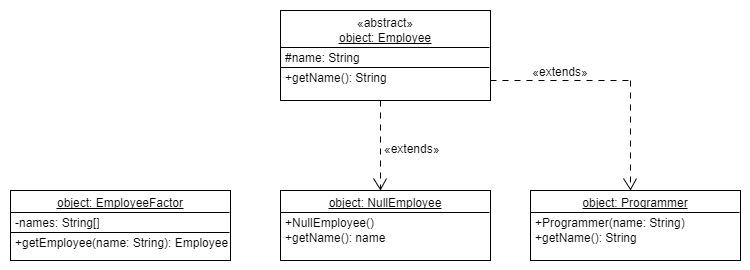 «abstract»
object: Employee
#name: String
+getName(): String
«extends»
«extends»
object: EmployeeFactor
-names: String[]
+getEmployee(name: String): Employee
object: NullEmployee
+NullEmployee()
+getName(): name
object: Programmer
+Programmer(name: String)
+getName(): String